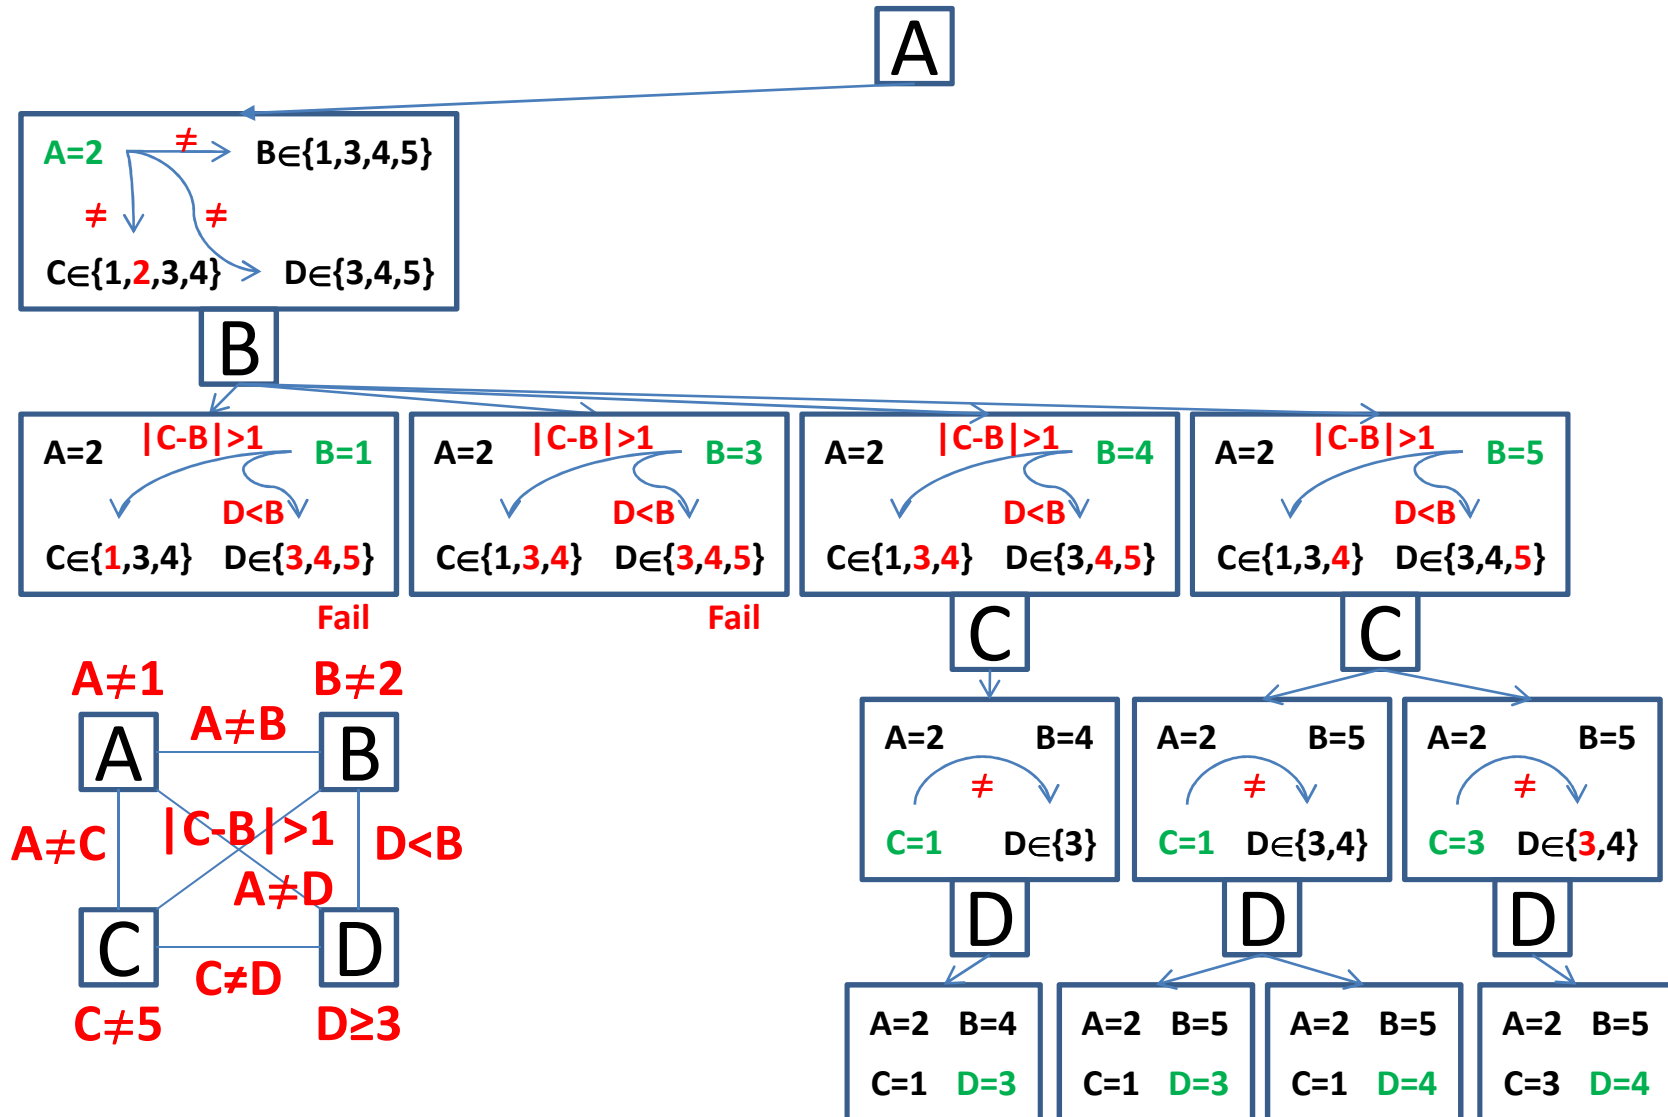 A
A=2 ≠ B∈{1,3,4,5}
≠ ≠
C∈{1,2,3,4} D∈{3,4,5}
B
A=2 |C-B|>1 B=1
D<B
C∈{1,3,4} D∈{3,4,5}
Fail
A=2 |C-B|>1 B=3
D<B
C∈{1,3,4} D∈{3,4,5}
Fail
A=2 |C-B|>1 B=4
D<B
C∈{1,3,4} D∈{3,4,5}
C
A=2 |C-B|>1 B=5
D<B
C∈{1,3,4} D∈{3,4,5}
C
A≠1 B≠2
A≠B
A B
A≠C |C-B|>1 D<B
A≠D
C D
C≠D
C≠5 D≥3
A=2 B=4
≠
C=1 D∈{3}
D
A=2 B=5
≠
C=1 D∈{3,4}
D
A=2 B=5
≠
C=3 D∈{3,4}
D
A=2 B=4
C=1 D=3
A=2 B=5
C=1 D=3
A=2 B=5
C=1 D=4
A=2 B=5
C=3 D=4